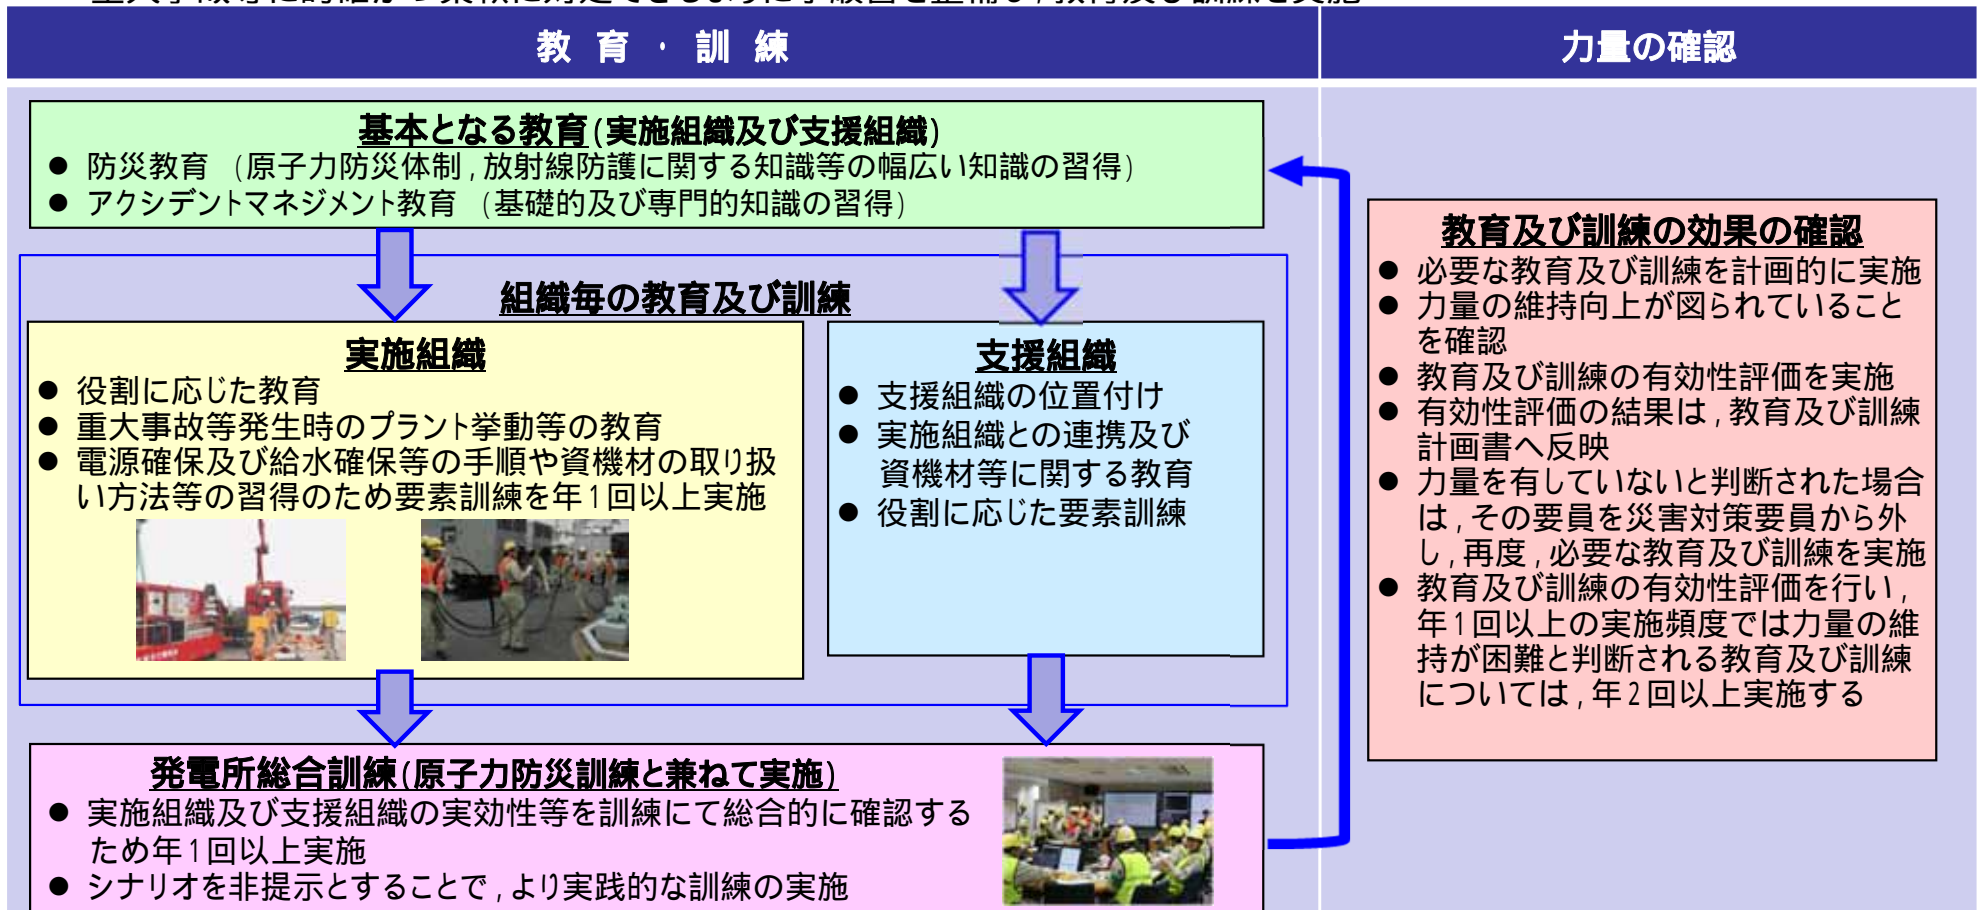 教 育 ・ 訓 練
力量の確認
基本となる教育(実施組織及び支援組織)
● 防災教育 (原子力防災体制,放射線防護に関する知識等の幅広い知識の習得)
● アクシデントマネジメント教育 (基礎的及び専門的知識の習得)
組織毎の教育及び訓練
実施組織
● 役割に応じた教育
● 重大事故等発生時のプラント挙動等の教育
● 電源確保及び給水確保等の手順や資機材の取り扱
い方法等の習得のため要素訓練を年1回以上実施
支援組織
● 支援組織の位置付け
● 実施組織との連携及び
資機材等に関する教育
● 役割に応じた要素訓練
発電所総合訓練(原子力防災訓練と兼ねて実施)
● 実施組織及び支援組織の実効性等を訓練にて総合的に確認する
ため年1回以上実施
● シナリオを非提示とすることで,より実践的な訓練の実施
教育及び訓練の効果の確認
● 必要な教育及び訓練を計画的に実施
● 力量の維持向上が図られていること
を確認
● 教育及び訓練の有効性評価を実施
● 有効性評価の結果は,教育及び訓練
計画書へ反映
● 力量を有していないと判断された場合
は,その要員を災害対策要員から外
し,再度,必要な教育及び訓練を実施
● 教育及び訓練の有効性評価を行い,
年1回以上の実施頻度では力量の維
持が困難と判断される教育及び訓練
については,年2回以上実施する